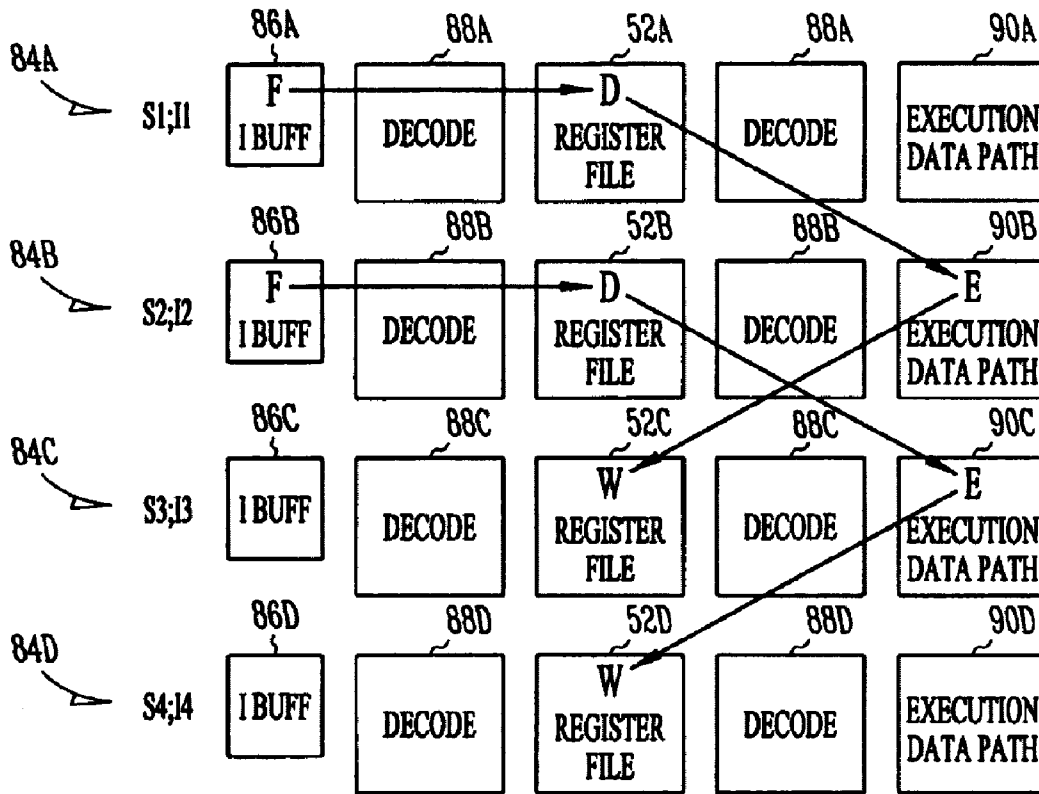 86A 88A 52A 88A 90A
84A
S1;I1 F D
I BUFF DECODE REGISTER FILE DECODE EXECUTION DATA PATH
86B 88B 52B 88B 90B
84B
S2;I2 F D E
I BUFF DECODE REGISTER FILE DECODE EXECUTION DATA PATH
86C 88C 52C 88C 90C
84C
S3;I3 W E
I BUFF DECODE REGISTER FILE DECODE EXECUTION DATA PATH
86D 88D 52D 88D 90D
84D
S4;I4 W
I BUFF DECODE REGISTER FILE DECODE EXECUTION DATA PATH